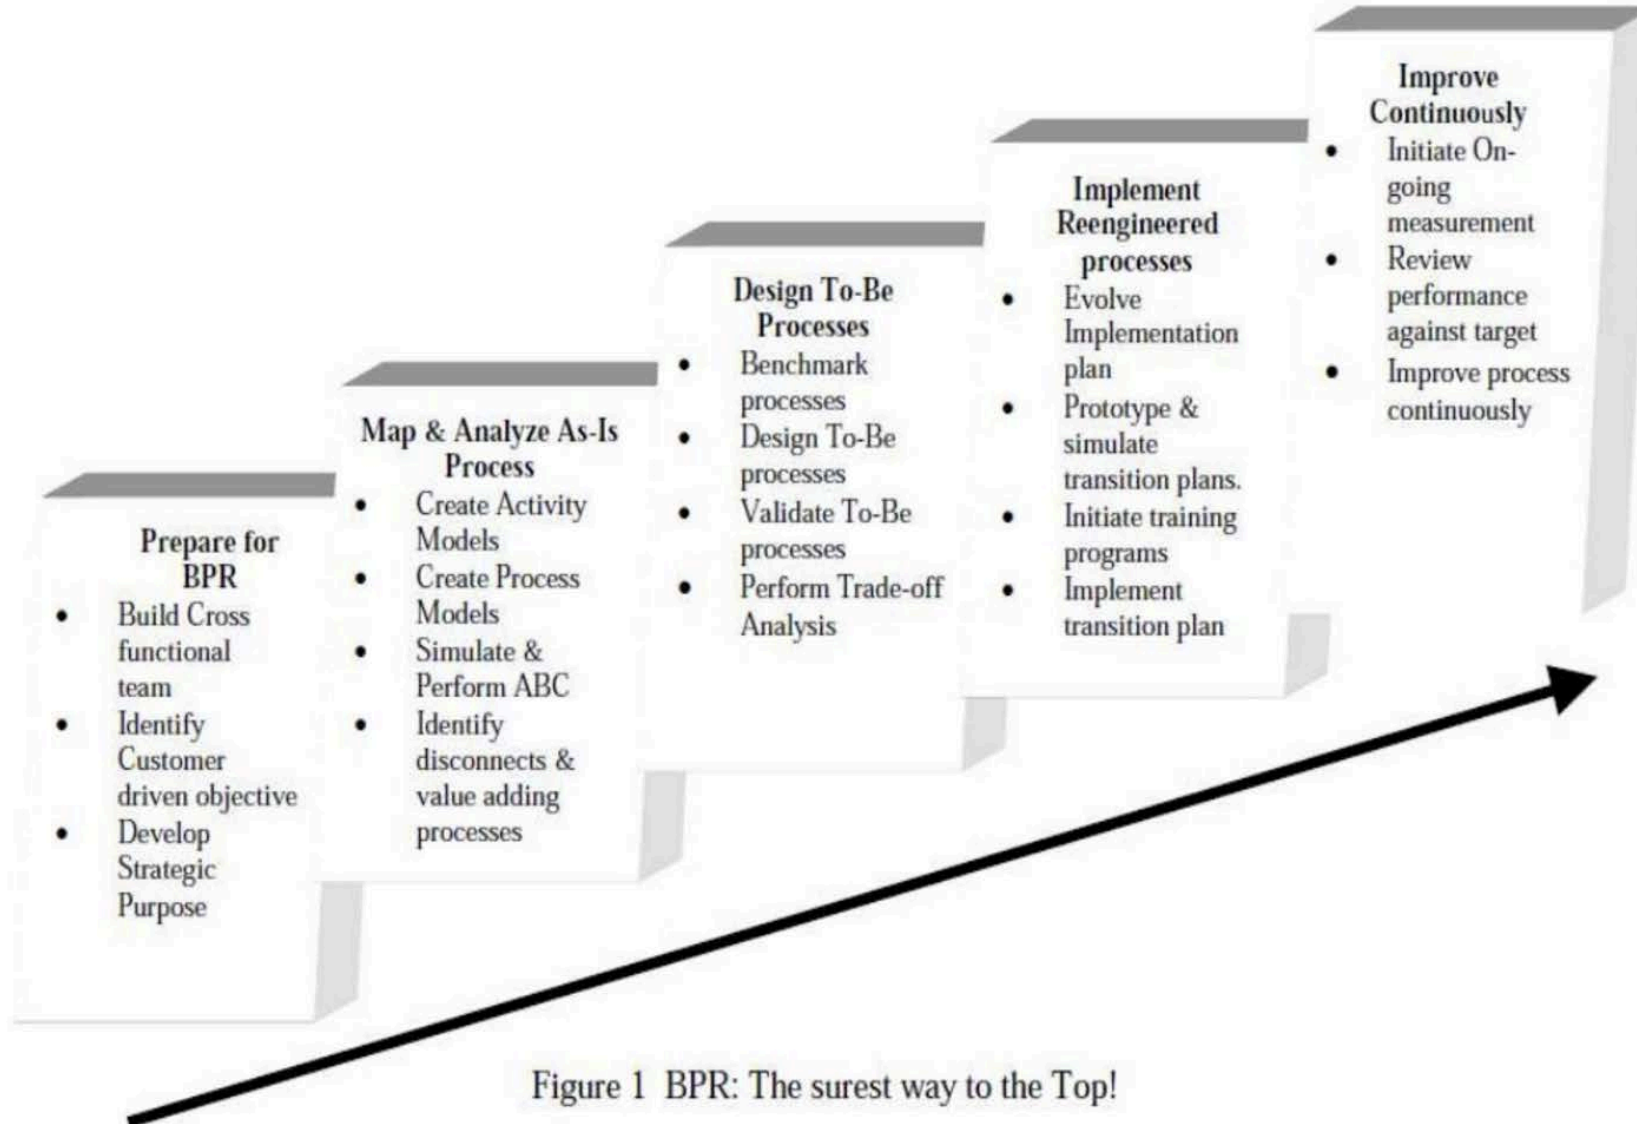 Prepare for
BPR
• Build Cross
functional
team
• Identify
Customer
driven objective
• Develop
Strategic
Purpose
Map & Analyze As-Is
Process
• Create Activity
Models
• Create Process
Models
• Simulate &
Perform ABC
• Identify
disconnects &
value adding
processes
Design To-Be
Processes
• Benchmark
processes
• Design To-Be
processes
• Validate To-Be
processes
• Perform Trade-off
Analysis
Implement
Reengineered
processes
• Evolve
Implementation
plan
• Prototype &
simulate
transition plans.
• Initiate training
programs
• Implement
transition plan
Improve
Continuously
• Initiate On-
going
measurement
• Review
performance
against target
• Improve process
continuously
Figure 1 BPR: The surest way to the Top!